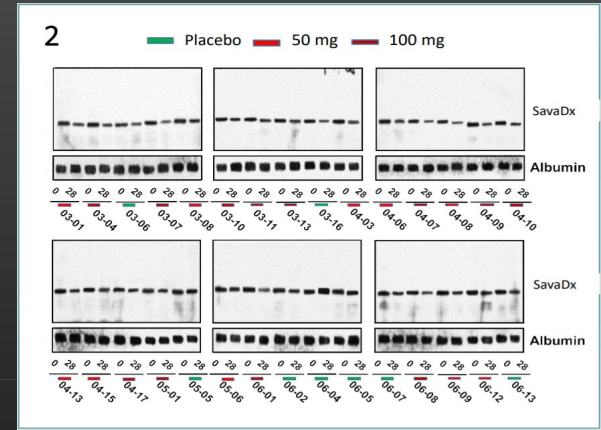 2
Placebo 50 mg 100 mg
SavaDx
Albumin
0 28 0 28 0 28 0 28 0 28 0 28 0 28 0 28 0 28 0 28 0 28 0 28 0 28 0 28 0 28
03-01 03-04 03-06 03-07 03-08 03-10 03-11 03-13 03-16 04-03 04-06 04-07 04-08 04-09 04-10
SavaDx
Albumin
0 28 0 28 0 28 0 28 0 28 0 28 0 28 0 28 0 28 0 28 0 28 0 28 0 28 0 28 0 28
04-13 04-15 04-17 05-01 05-05 05-06 06-01 06-02 06-04 06-05 06-07 06-08 06-09 06-12 06-13